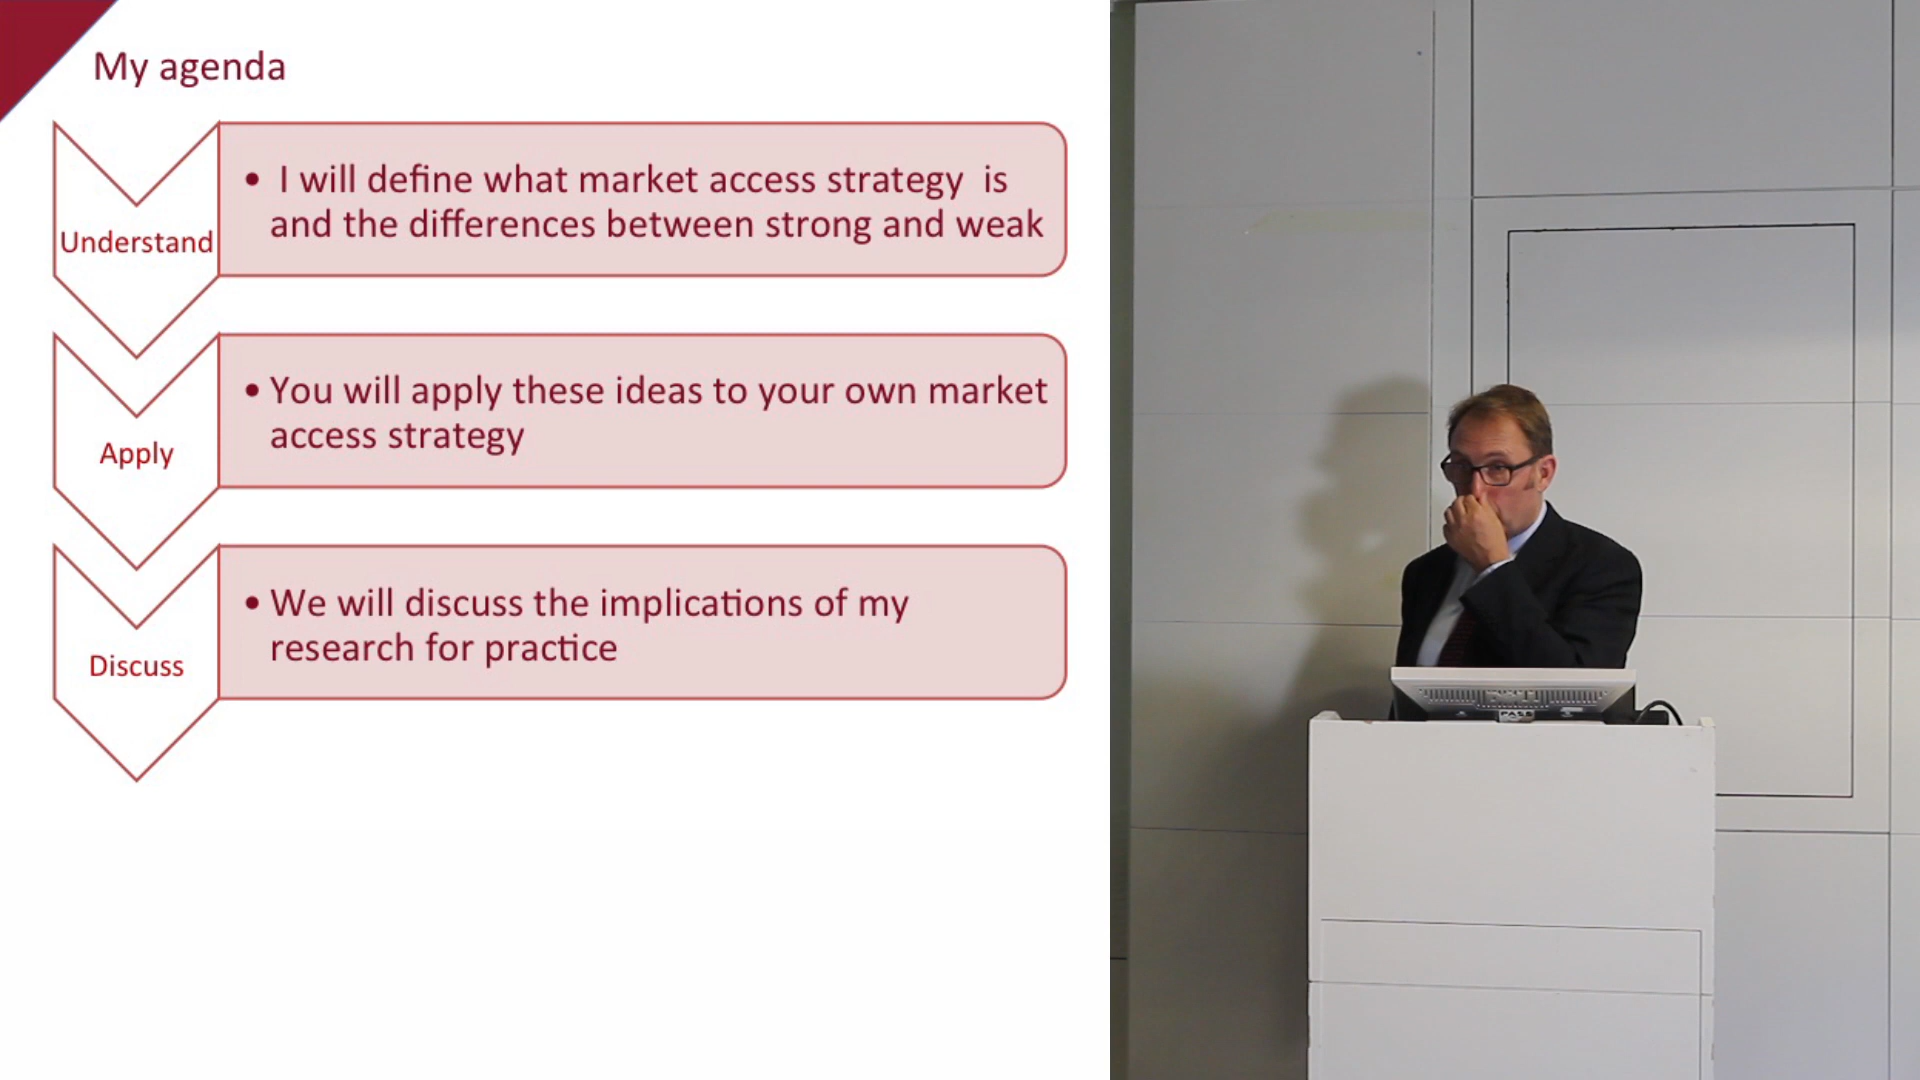 My agenda
Understand
• I will define what market access strategy is
and the differences between strong and weak
Apply
• You will apply these ideas to your own market
access strategy
Discuss
• We will discuss the implications of my
research for practice